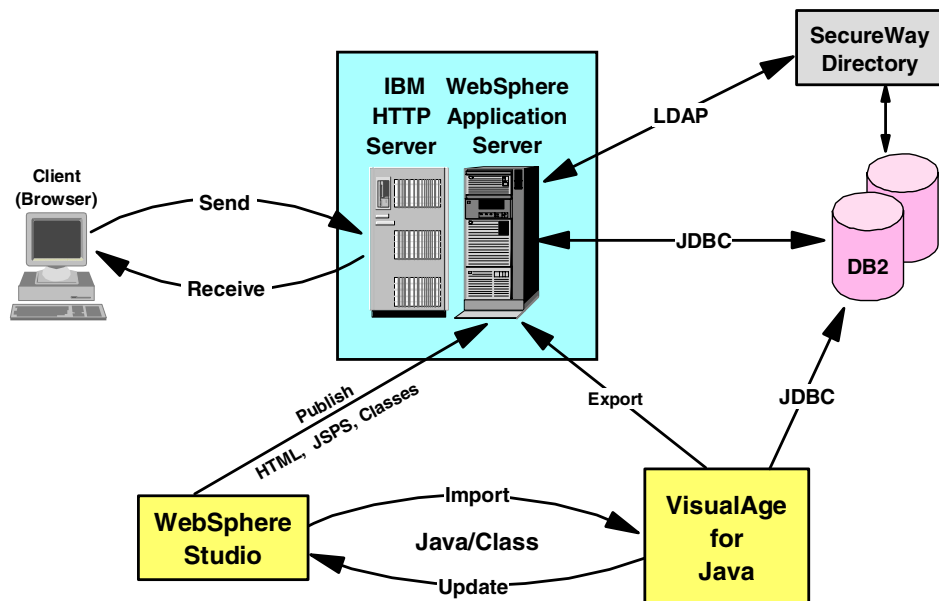 SecureWay
Directory
IBM
HTTP
Server
WebSphere
Application
Server
LDAP
Client
(Browser)
Send
Receive
JDBC
DB2
Publish
HTML, JSPS, Classes
Export
JDBC
WebSphere
Studio
Import
Java/Class
Update
VisualAge
for
Java